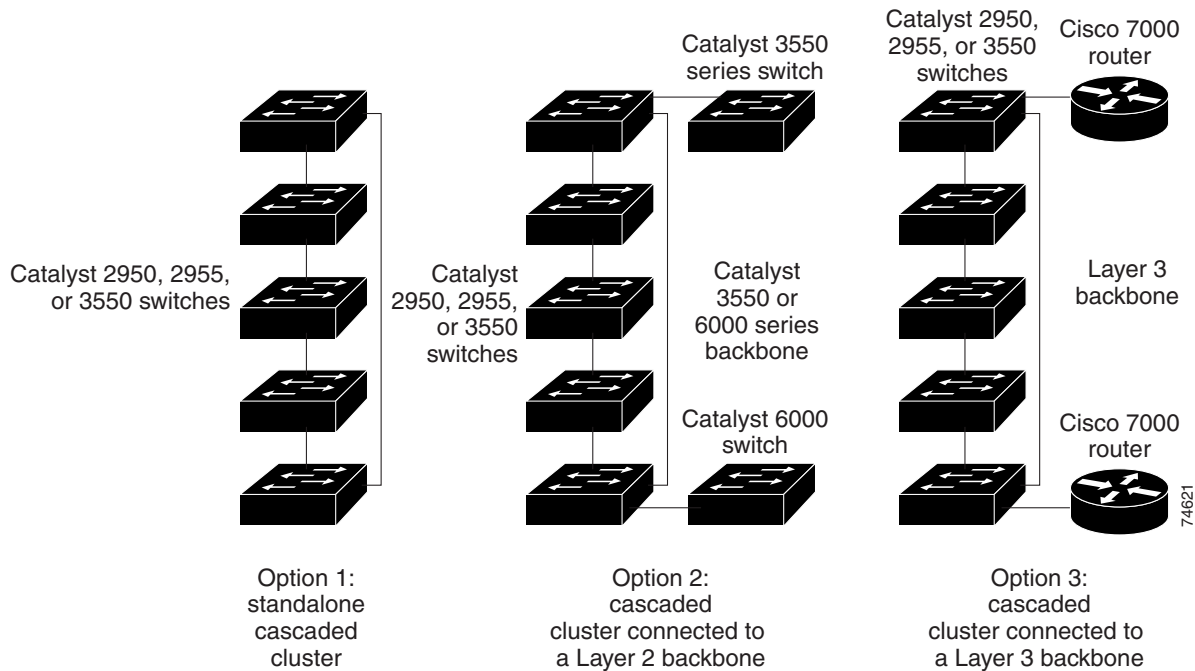 Catalyst 3550
series switch
Catalyst 2950,
2955, or 3550
switches
Cisco 7000
router
Catalyst 2950, 2955,
or 3550 switches
Catalyst
2950, 2955,
or 3550
switches
Catalyst
3550 or
6000 series
backbone
Layer 3
backbone
Catalyst 6000
switch
Cisco 7000
router
74621
Option 1:
standalone
cascaded
cluster
Option 2:
cascaded
cluster connected to
a Layer 2 backbone
Option 3:
cascaded
cluster connected to
a Layer 3 backbone